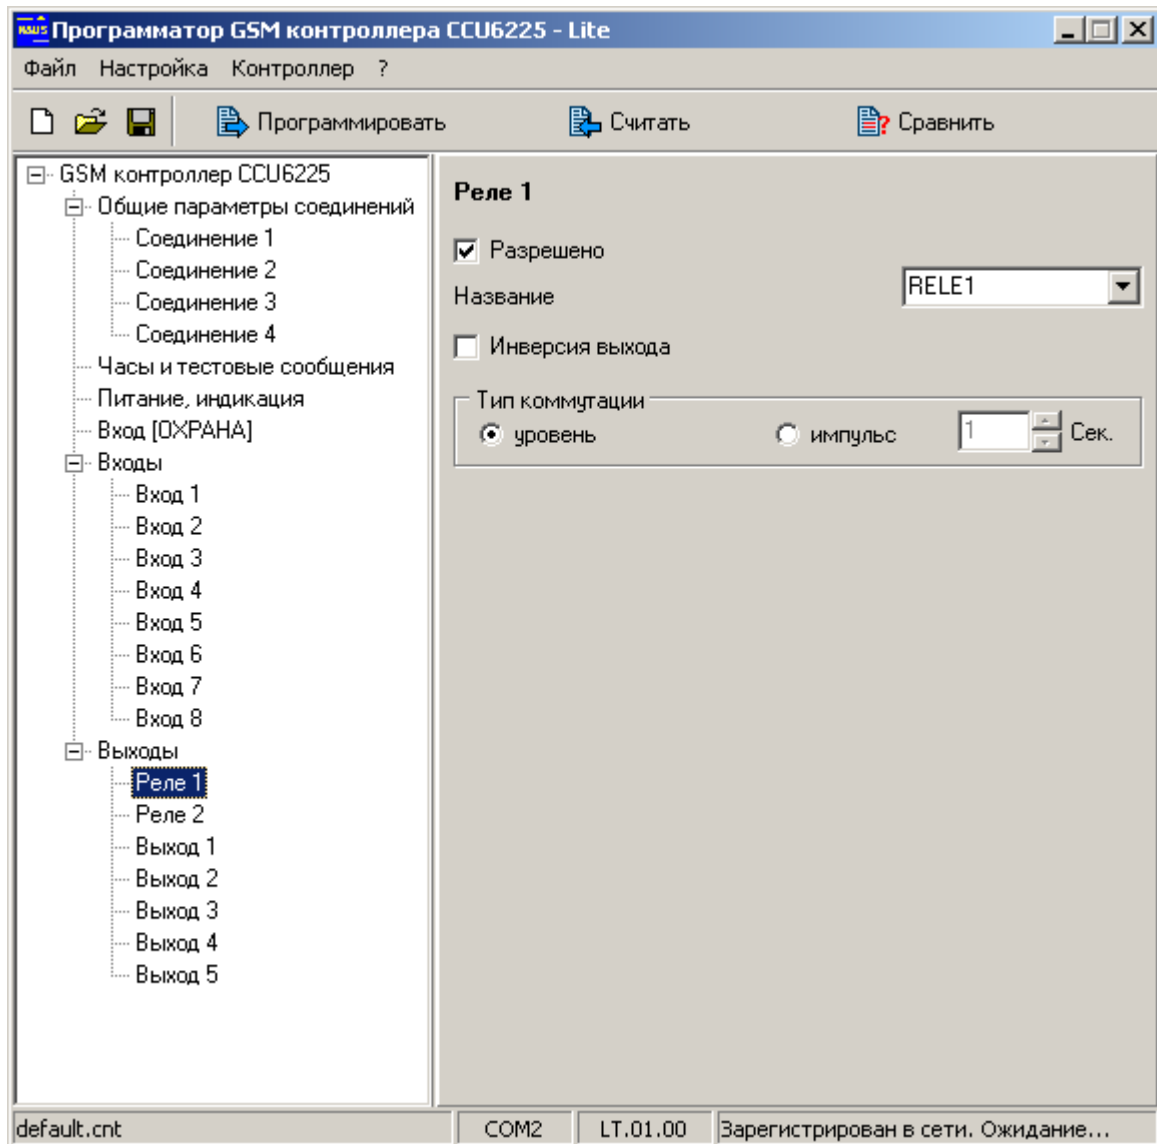 Программатор GSM контроллера CCU6225 - Lite
Файл Настройка Контроллер ?
Программировать Считать Сравнить
GSM контроллер CCU6225
Общие параметры соединений
Соединение 1
Соединение 2
Соединение 3
Соединение 4
Часы и тестовые сообщения
Питание, индикация
Вход [ОХРАНА]
Входы
Вход 1
Вход 2
Вход 3
Вход 4
Вход 5
Вход 6
Вход 7
Вход 8
Выходы
Реле 1
Реле 2
Выход 1
Выход 2
Выход 3
Выход 4
Выход 5
Реле 1
Разрешено
Название RELE1
Инверсия выхода
Тип коммутации
уровень импульс 1 Сек.
default.cnt COM2 LT.01.00 Зарегистрирован в сети. Ожидание...